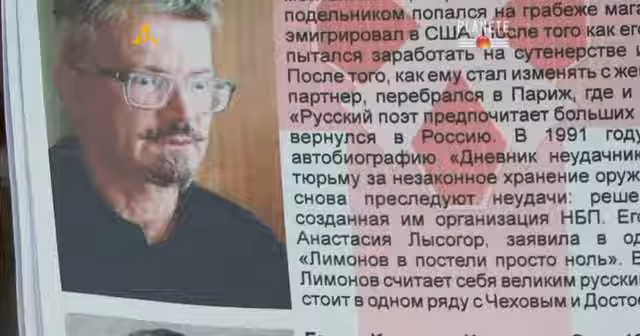 подельником попался на грабеже мага
эмигрировал в США. После того как его
пытался заработать на сутенерстве и
После того, как ему стал изменять с же
партнер, перебрался в Париж, где и
«Русский поэт предпочитает больших
вернулся в Россию. В 1991 году
автобиографию «Дневник неудачник
тюрьму за незаконное хранение оруж
снова преследуют неудачи: реше
созданная им организация НБП. Его
Анастасия Лысогор, заявила в од
«Лимонов в постели просто ноль». В
Лимонов считает себя великим русски
стоит в одном ряду с Чеховым и Досто
PLANETE